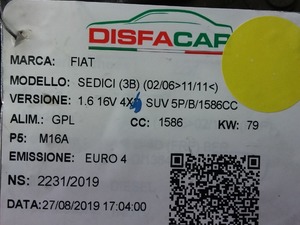 DISFACAR
MARCA: FIAT
MODELLO: SEDICI (3B) (02/06>11/11<)
VERSIONE: 1.6 16V SUV 5P/B/1586CC
ALIM.: GPL CC: 1586 KW: 79
P5: M16A
EMISSIONE: EURO 4
NS: 2231/2019
DATA:27/08/2019 17:04:00